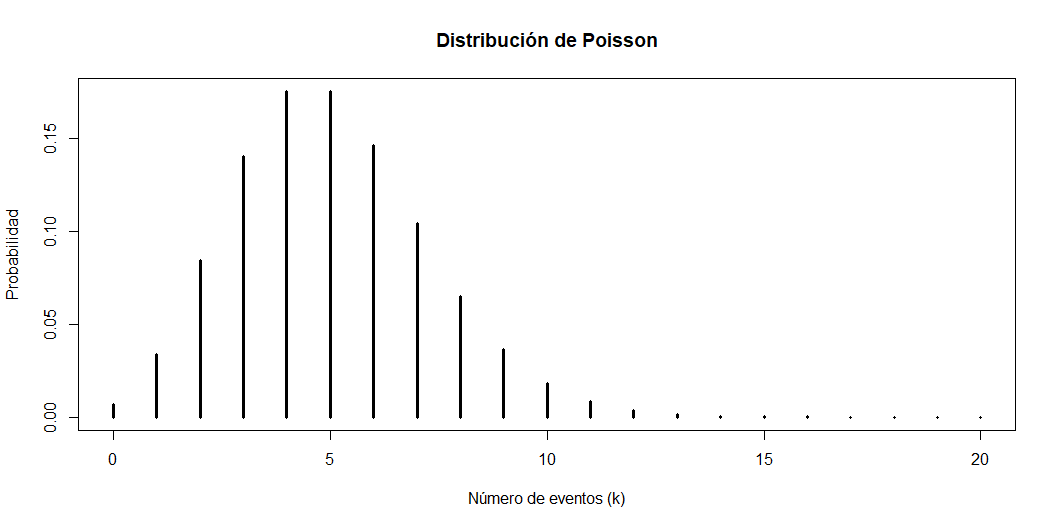 Distribución de Poisson
Probabilidad
0.15
0.10
0.05
0.00
0 5 10 15 20
Número de eventos (k)